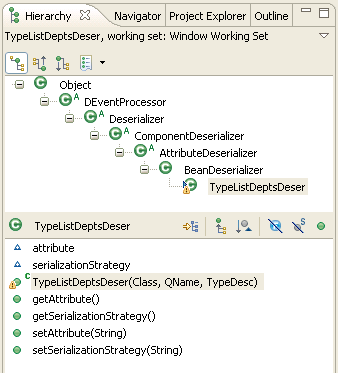 Hierarchy Navigator Project Explorer Outline
TypeListDeptsDeser, working set: Window Working Set
Object
DEventProcessor
Deserializer
ComponentDeserializer
AttributeDeserializer
BeanDeserializer
TypeListDeptsDeser
TypeListDeptsDeser
attribute
serializationStrategy
TypeListDeptsDeser(Class, QName, TypeDesc)
getAttribute()
getSerializationStrategy()
setAttribute(String)
setSerializationStrategy(String)